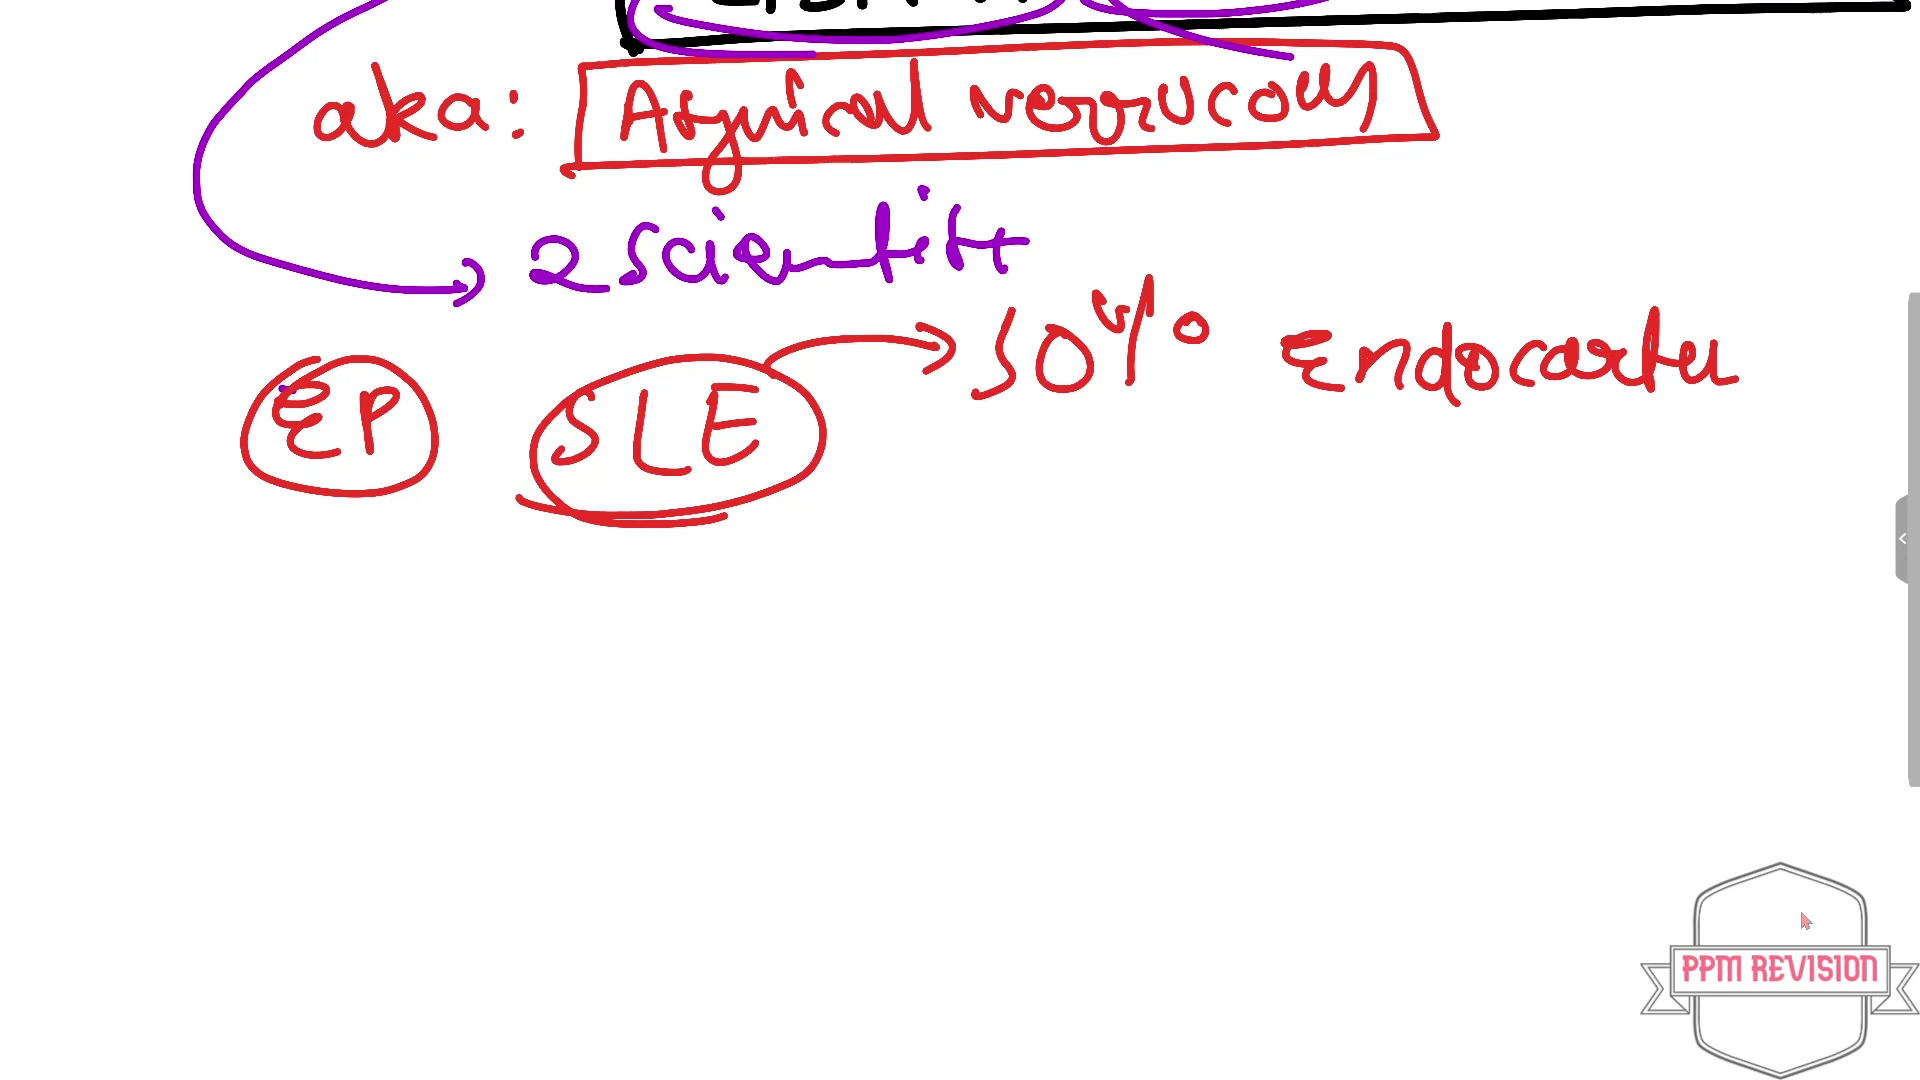 aka: Atypical verrucous
2 Scientist
50% Endocarditis
EP SLE
PPM REVISION